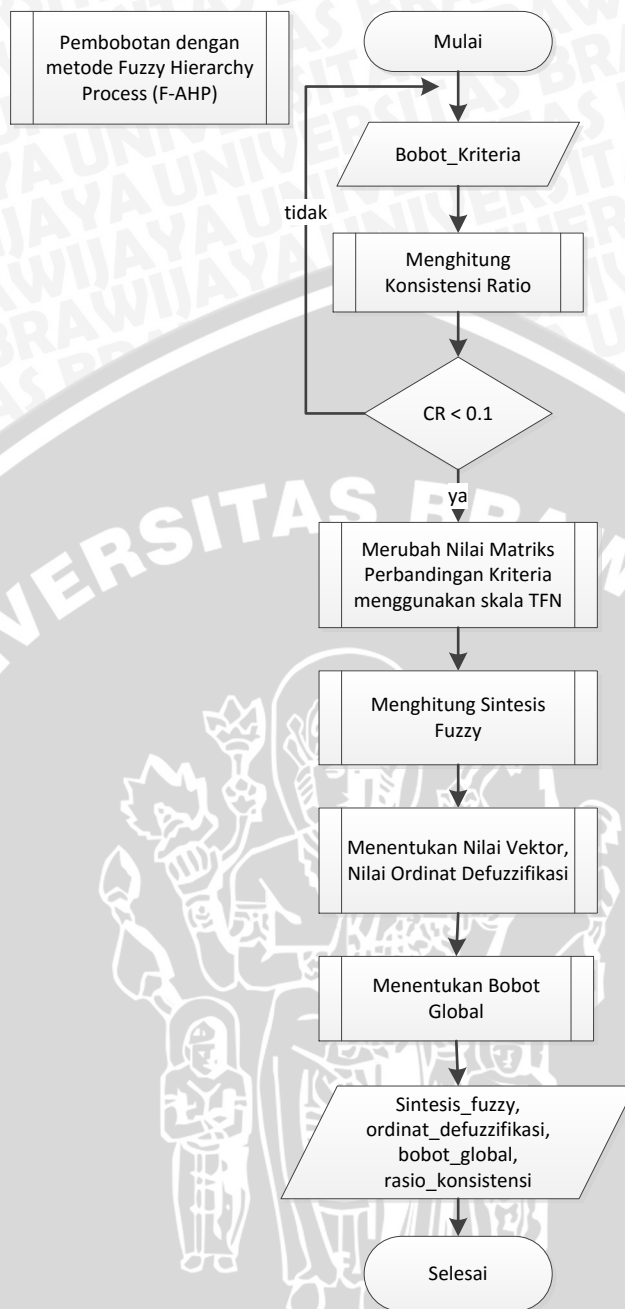 Pembobotan dengan
metode Fuzzy Hierarchy
Process (F-AHP)
Mulai
Bobot_Kriteria
tidak
Menghitung
Konsistensi Ratio
CR < 0.1
ya
Merubah Nilai Matriks
Perbandingan Kriteria
menggunakan skala TFN
Menghitung Sintesis
Fuzzy
Menentukan Nilai Vektor,
Nilai Ordinat Defuzzifikasi
Menentukan Bobot
Global
Sintesis_fuzzy,
ordinat_defuzzifikasi,
bobot_global,
rasio_konsistensi
Selesai